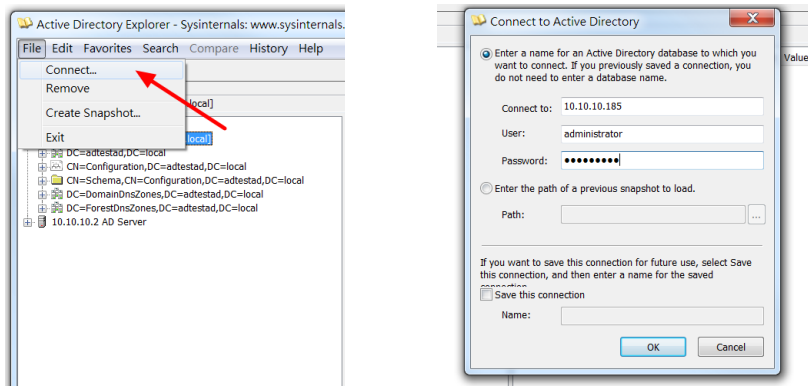 Active Directory Explorer - Sysinternals: www.sysinternals.
File Edit Favorites Search Compare History Help
Connect...
Remove
Create Snapshot...
Exit
local]
local]
DC=adtestad,DC=local
CN=Configuration,DC=adtestad,DC=local
CN=Schema,CN=Configuration,DC=adtestad,DC=local
DC=DomainDnsZones,DC=adtestad,DC=local
DC=ForestDnsZones,DC=adtestad,DC=local
10.10.10.2 AD Server
Connect to Active Directory
Enter a name for an Active Directory database to which you
want to connect. If you previously saved a connection, you
do not need to enter a database name.
Connect to: 10.10.10.185
User: administrator
Password: ●●●●●●●●●
Enter the path of a previous snapshot to load.
Path: ...
If you want to save this connection for future use, select Save
this connection, and then enter a name for the saved
connection.
Save this connection
Name:
OK Cancel
Value